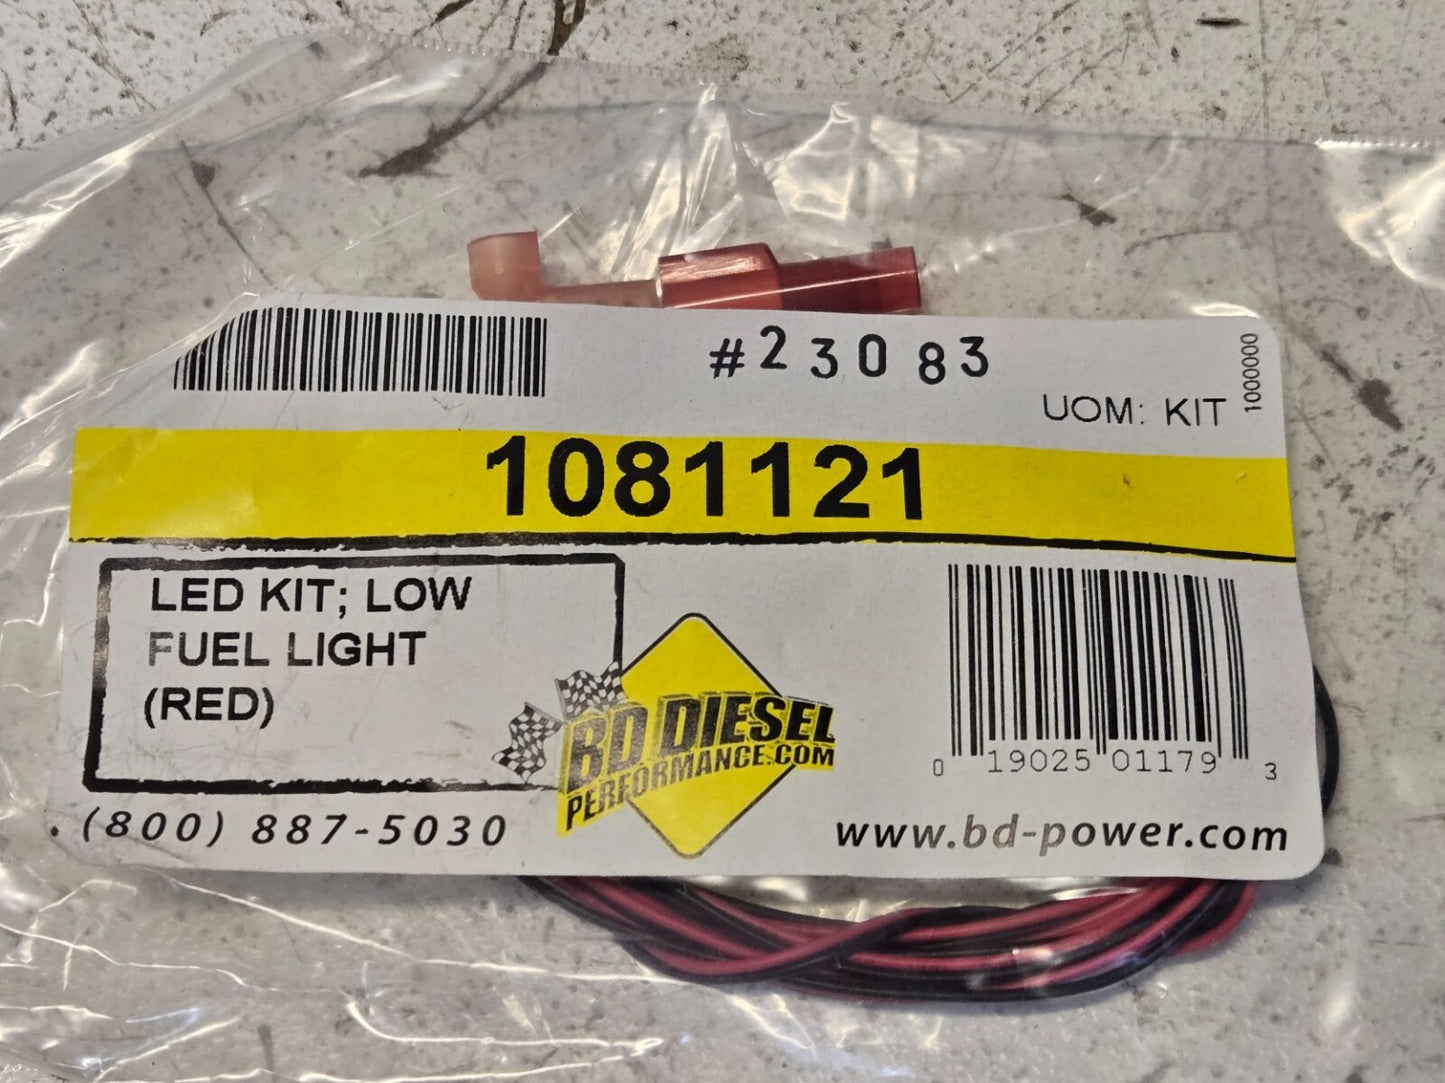 #23083
UOM: KIT
1000000
1081121
LED KIT; LOW
FUEL LIGHT
(RED)
BD DIESEL
PERFORMANCE.COM
0 19025 01179 3
(800) 887-5030
www.bd-power.com